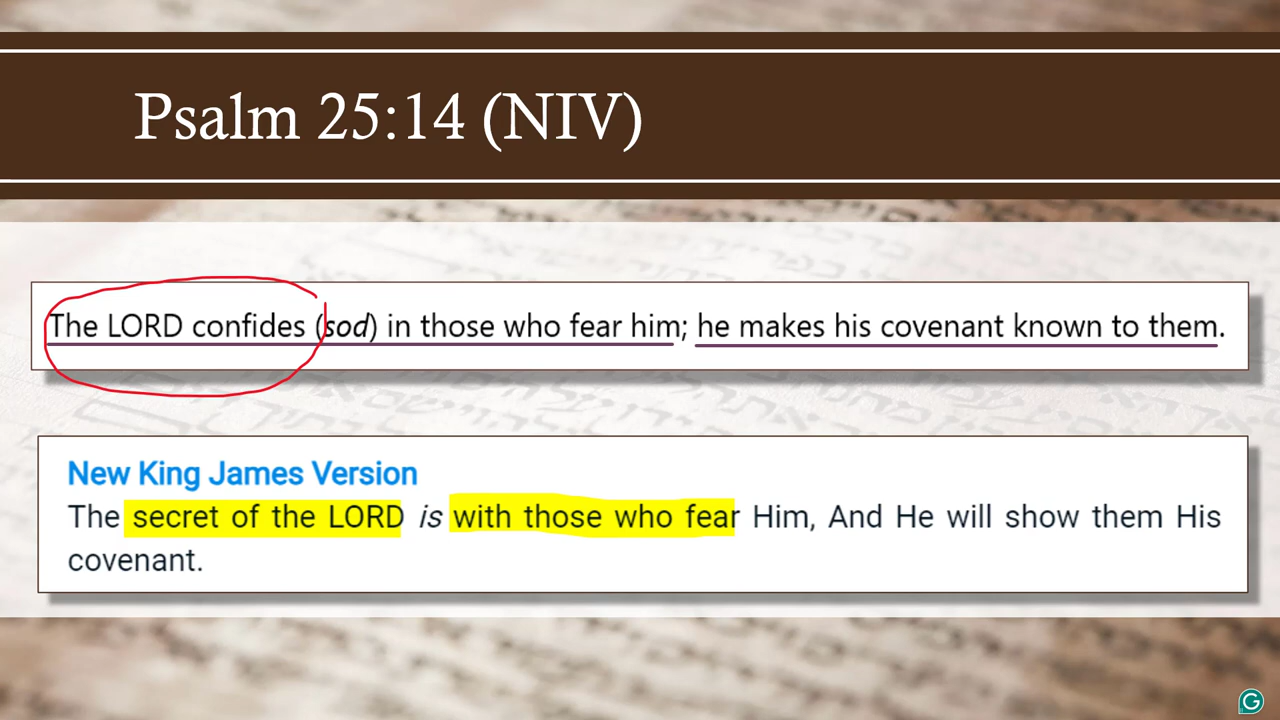 Psalm 25:14 (NIV)
The LORD confides (sod) in those who fear him; he makes his covenant known to them.
New King James Version
The secret of the LORD is with those who fear Him, And He will show them His
covenant.